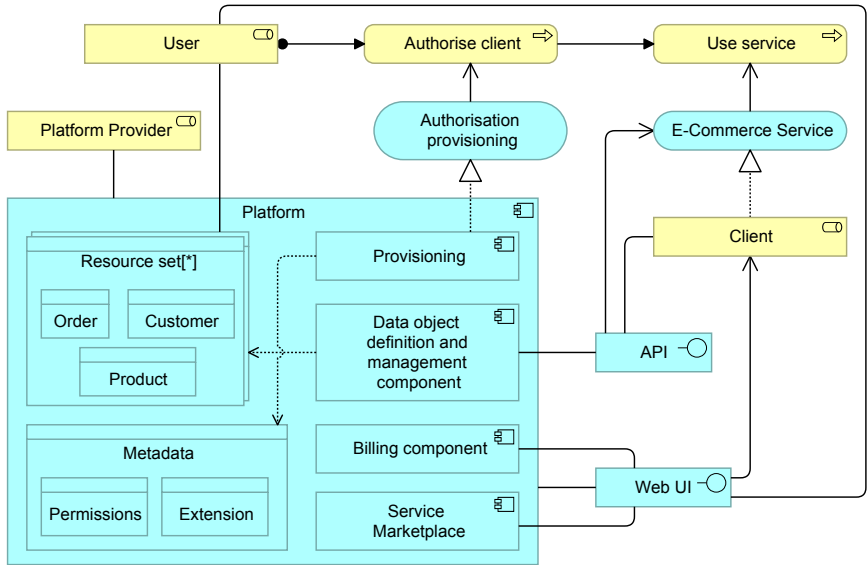 User
Authorise client
Use service
Platform Provider
Authorisation
provisioning
E-Commerce Service
Platform
Client
Resource set[*]
Provisioning
Order
Customer
Product
Data object
definition and
management
component
API
Metadata
Permissions
Extension
Billing component
Service
Marketplace
Web UI